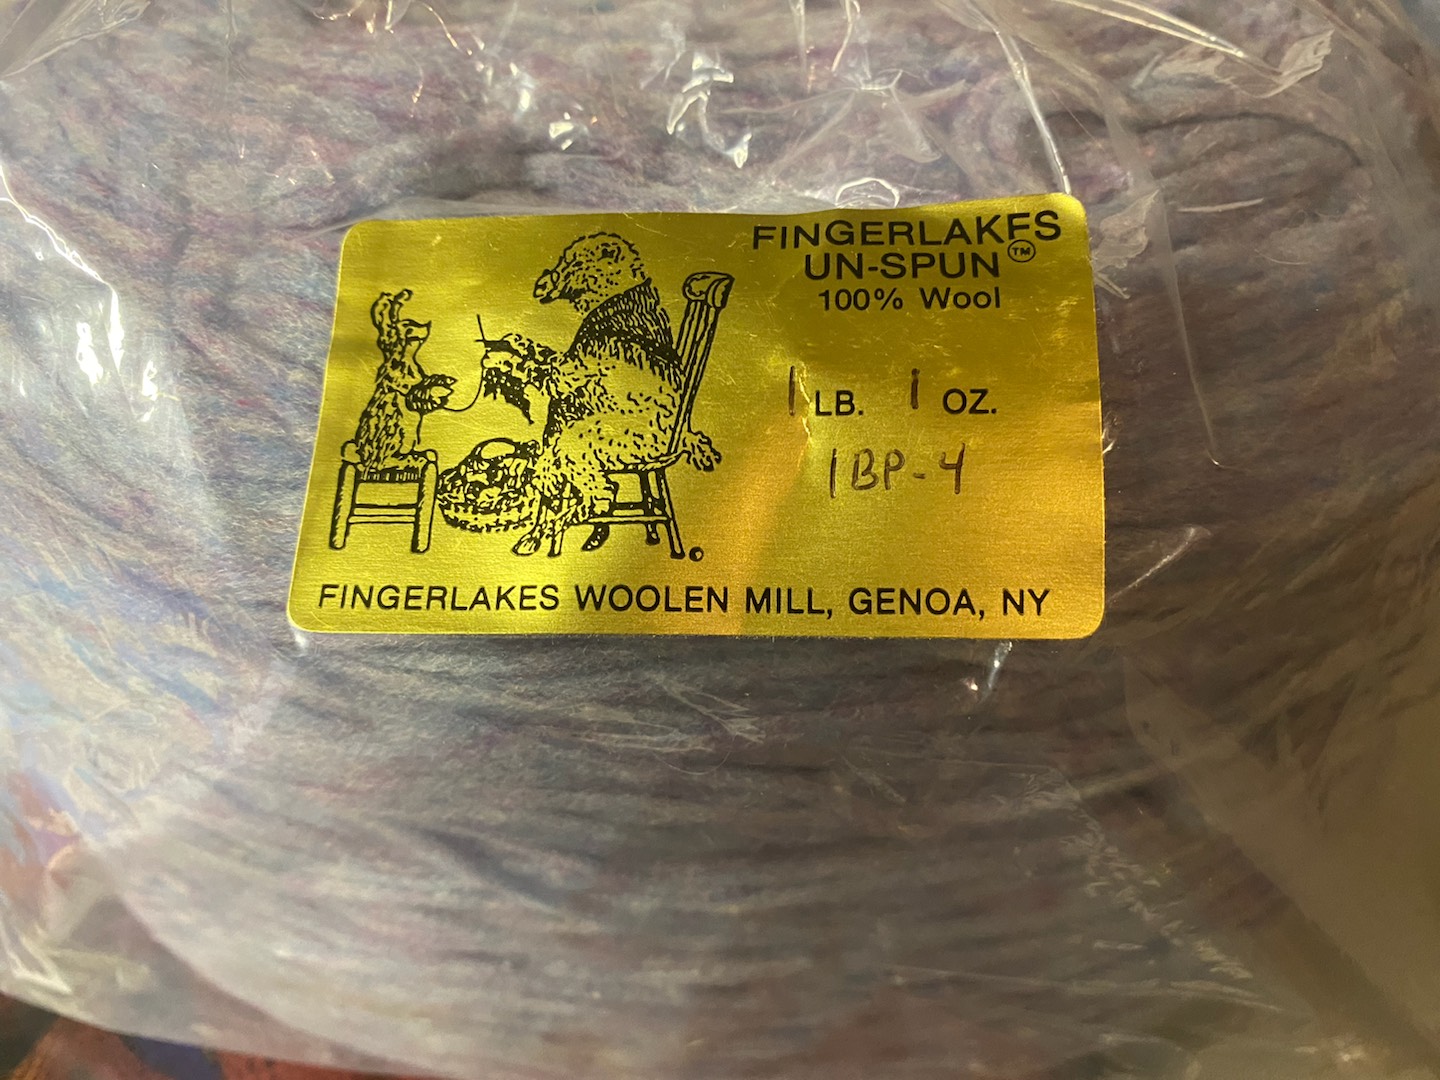 FINGERLAKES
UN-SPUN™
100% Wool
1 LB. 1 OZ.
1BP-4
FINGERLAKES WOOLEN MILL, GENOA, NY